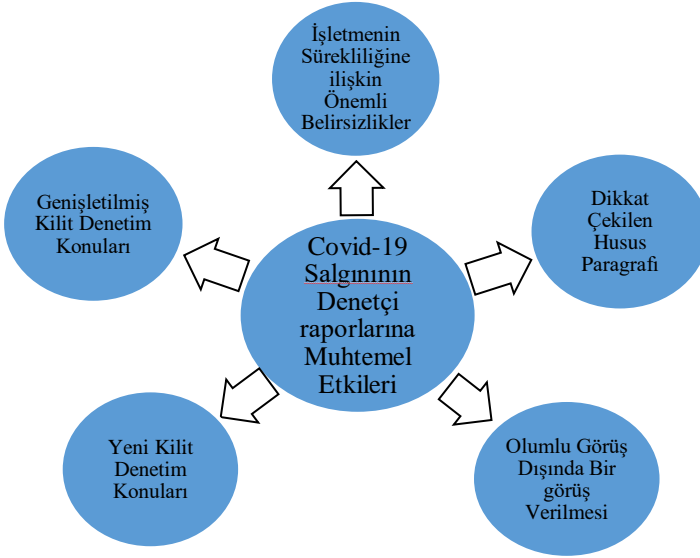 İşletmenin
Sürekliliğine
ilişkin
Önemli
Belirsizlikler
Genişletilmiş
Kilit Denetim
Konuları
Dikkat
Çekilen
Husus
Paragrafı
Covid-19
Salgınının
Denetçi
raporlarına
Muhtemel
Etkileri
Yeni Kilit
Denetim
Konuları
Olumlu Görüş
Dışında Bir
görüş
Verilmesi